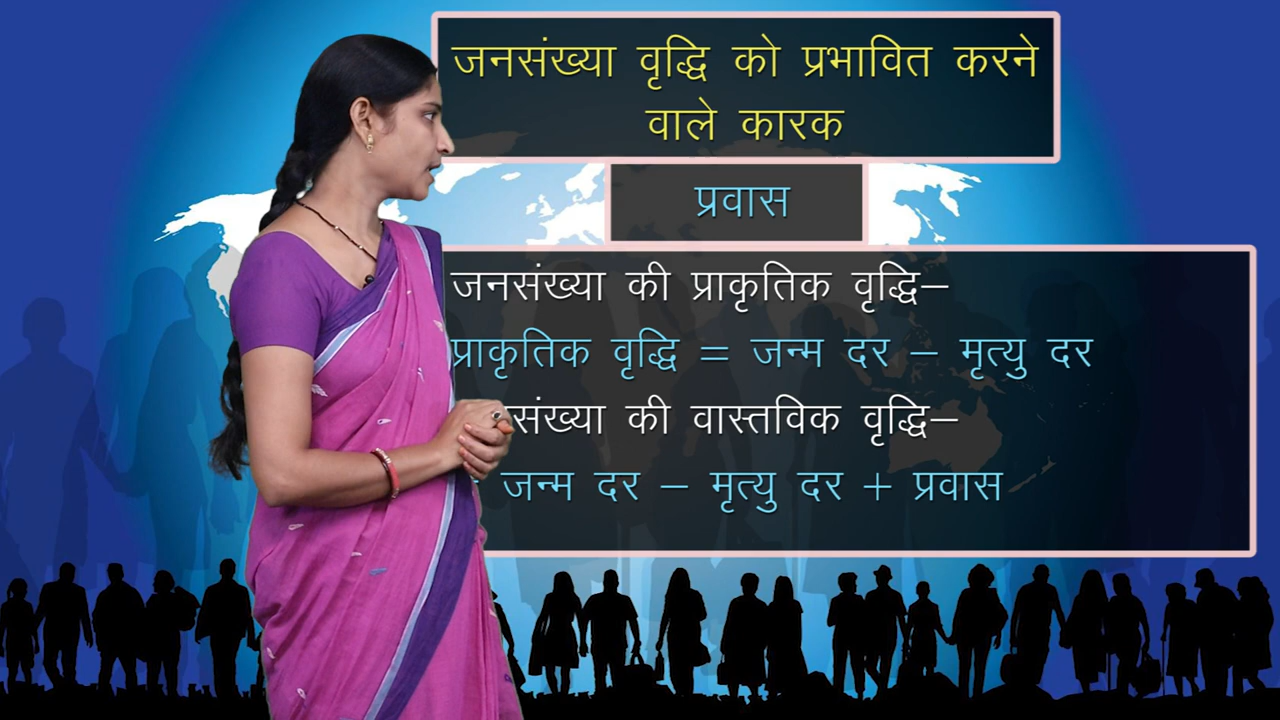 जनसंख्या वृद्धि को प्रभावित करने
वाले कारक
प्रवास
जनसंख्या की प्राकृतिक वृद्धि–
प्राकृतिक वृद्धि = जन्म दर – मृत्यु दर
संख्या की वास्तविक वृद्धि–
जन्म दर – मृत्यु दर + प्रवास